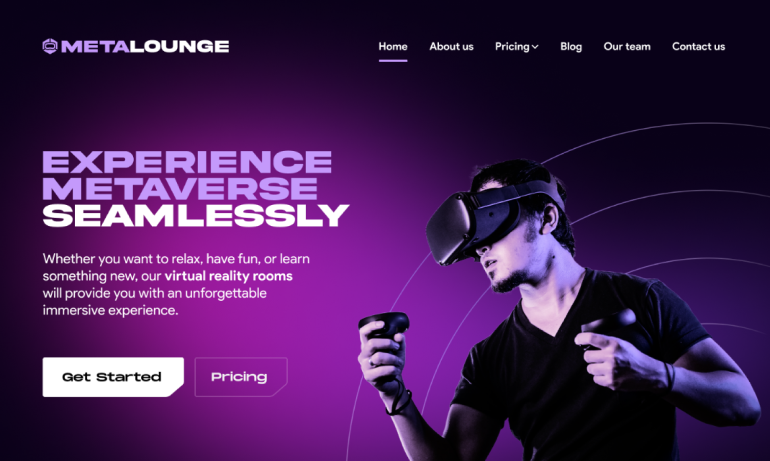 METALOUNGE
Home About us Pricing Blog Our team Contact us
EXPERIENCE
METAVERSE
SEAMLESSLY
Whether you want to relax, have fun, or learn
something new, our virtual reality rooms
will provide you with an unforgettable
immersive experience.
Get Started Pricing